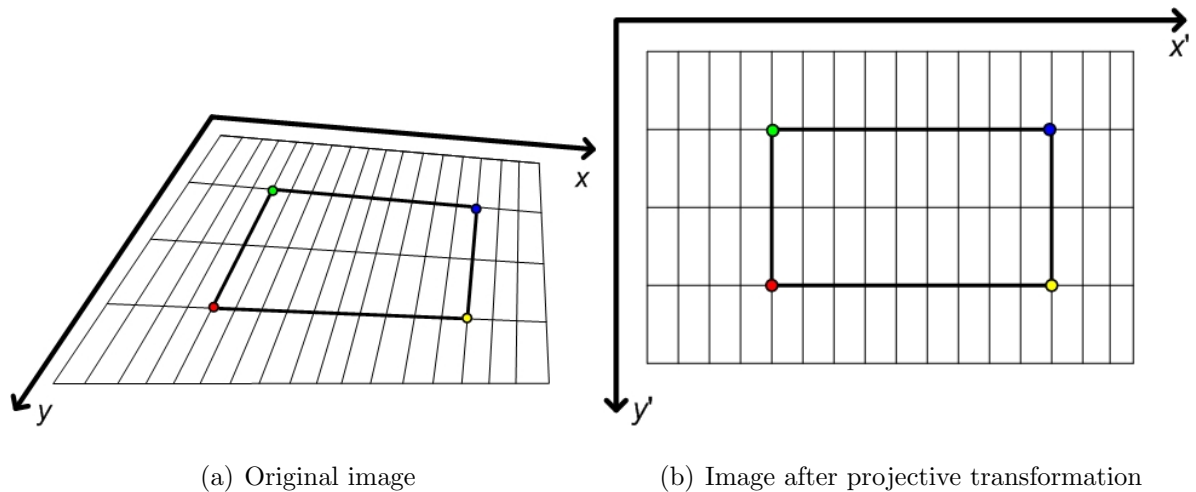 x
y
x'
y'
(a) Original image
(b) Image after projective transformation